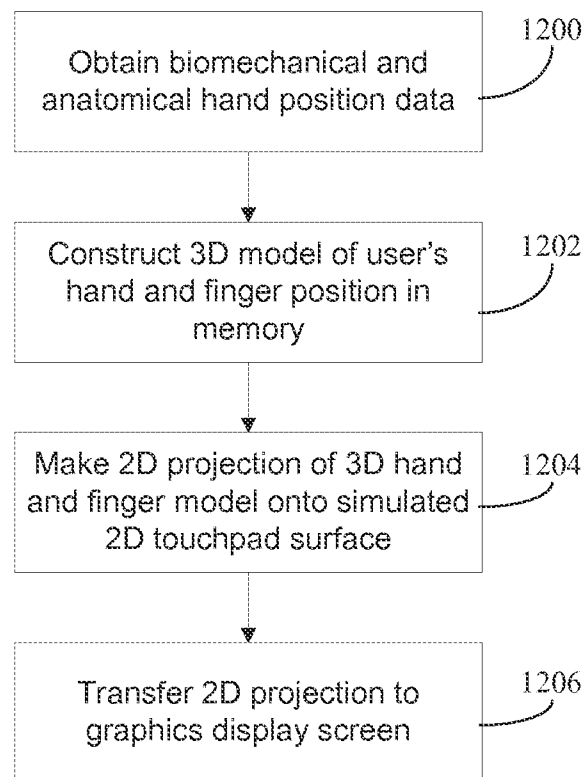 1200
Obtain biomechanical and
anatomical hand position data
1202
Construct 3D model of user's
hand and finger position in
memory
1204
Make 2D projection of 3D hand
and finger model onto simulated
2D touchpad surface
1206
Transfer 2D projection to
graphics display screen